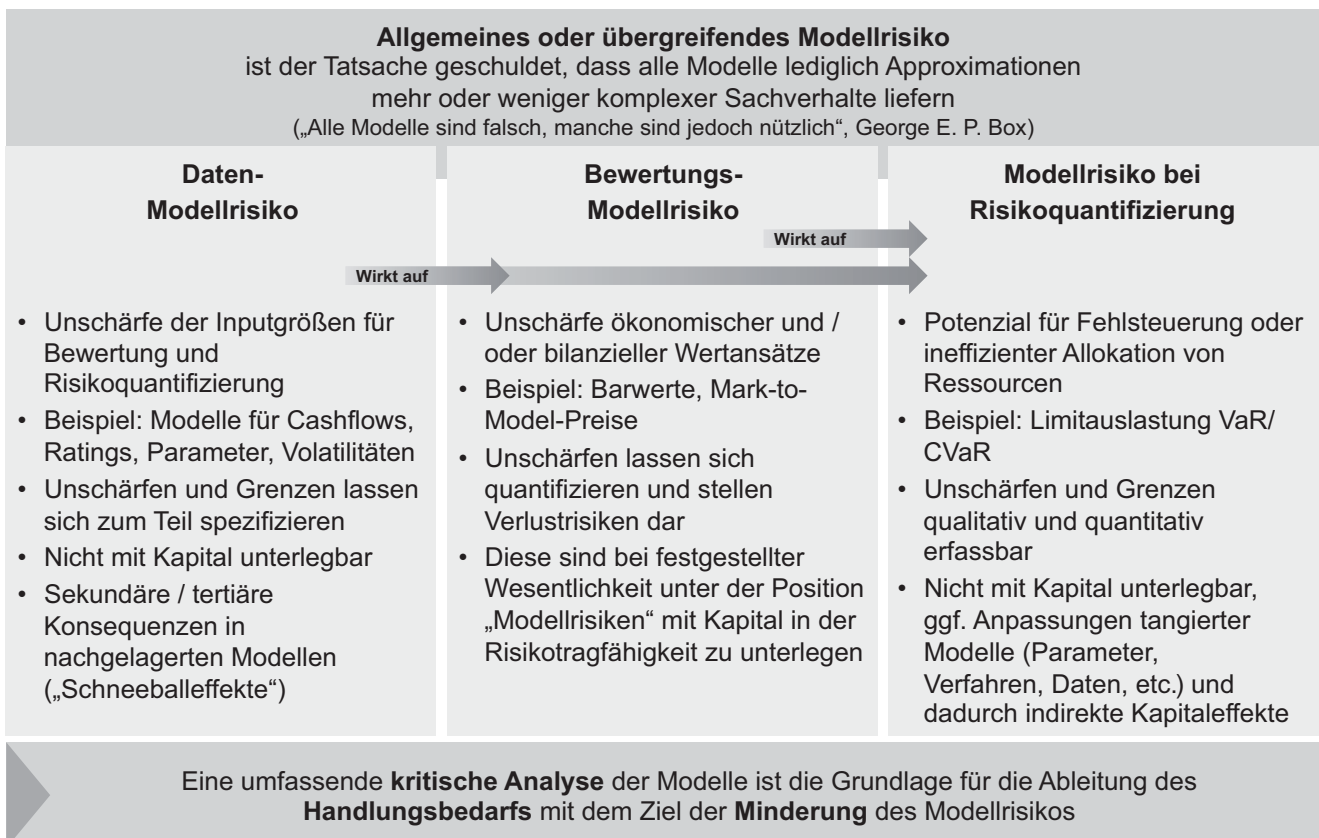 Allgemeines oder übergreifendes Modellrisiko
ist der Tatsache geschuldet, dass alle Modelle lediglich Approximationen
mehr oder weniger komplexer Sachverhalte liefern
(„Alle Modelle sind falsch, manche sind jedoch nützlich“, George E. P. Box)
Daten-
Modellrisiko
Wirkt auf
• Unschärfe der Inputgrößen für
Bewertung und
Risikoquantifizierung
• Beispiel: Modelle für Cashflows,
Ratings, Parameter, Volatilitäten
• Unschärfen und Grenzen lassen
sich zum Teil spezifizieren
• Nicht mit Kapital unterlegbar
• Sekundäre / tertiäre
Konsequenzen in
nachgelagerten Modellen
(„Schneeballeffekte“)
Bewertungs-
Modellrisiko
Wirkt auf
• Unschärfe ökonomischer und /
oder bilanzieller Wertansätze
• Beispiel: Barwerte, Mark-to-
Model-Preise
• Unschärfen lassen sich
quantifizieren und stellen
Verlustrisiken dar
• Diese sind bei festgestellter
Wesentlichkeit unter der Position
„Modellrisiken“ mit Kapital in der
Risikotragfähigkeit zu unterlegen
Modellrisiko bei
Risikoquantifizierung
• Potenzial für Fehlsteuerung oder
ineffizienter Allokation von
Ressourcen
• Beispiel: Limitauslastung VaR/
CVaR
• Unschärfen und Grenzen
qualitativ und quantitativ
erfassbar
• Nicht mit Kapital unterlegbar,
ggf. Anpassungen tangierter
Modelle (Parameter,
Verfahren, Daten, etc.) und
dadurch indirekte Kapitaleffekte
Eine umfassende kritische Analyse der Modelle ist die Grundlage für die Ableitung des
Handlungsbedarfs mit dem Ziel der Minderung des Modellrisikos